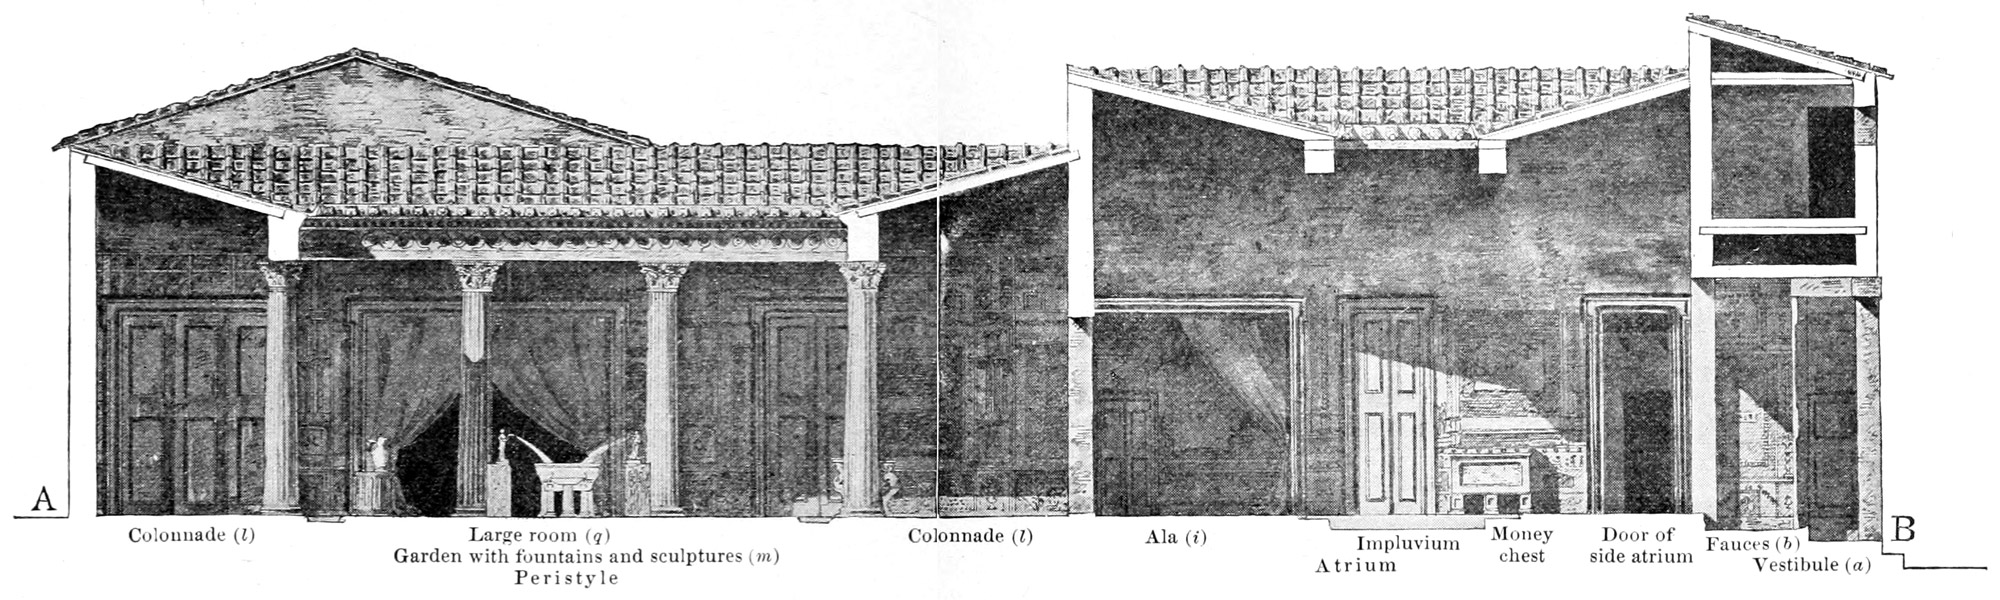 A
B
Colonnade (l)
Large room (q)
Garden with fountains and sculptures (m)
Peristyle
Colonnade (l)
Ala (i)
Impluvium
Atrium
Money
chest
Door of
side atrium
Fauces (b)
Vestibule (a)